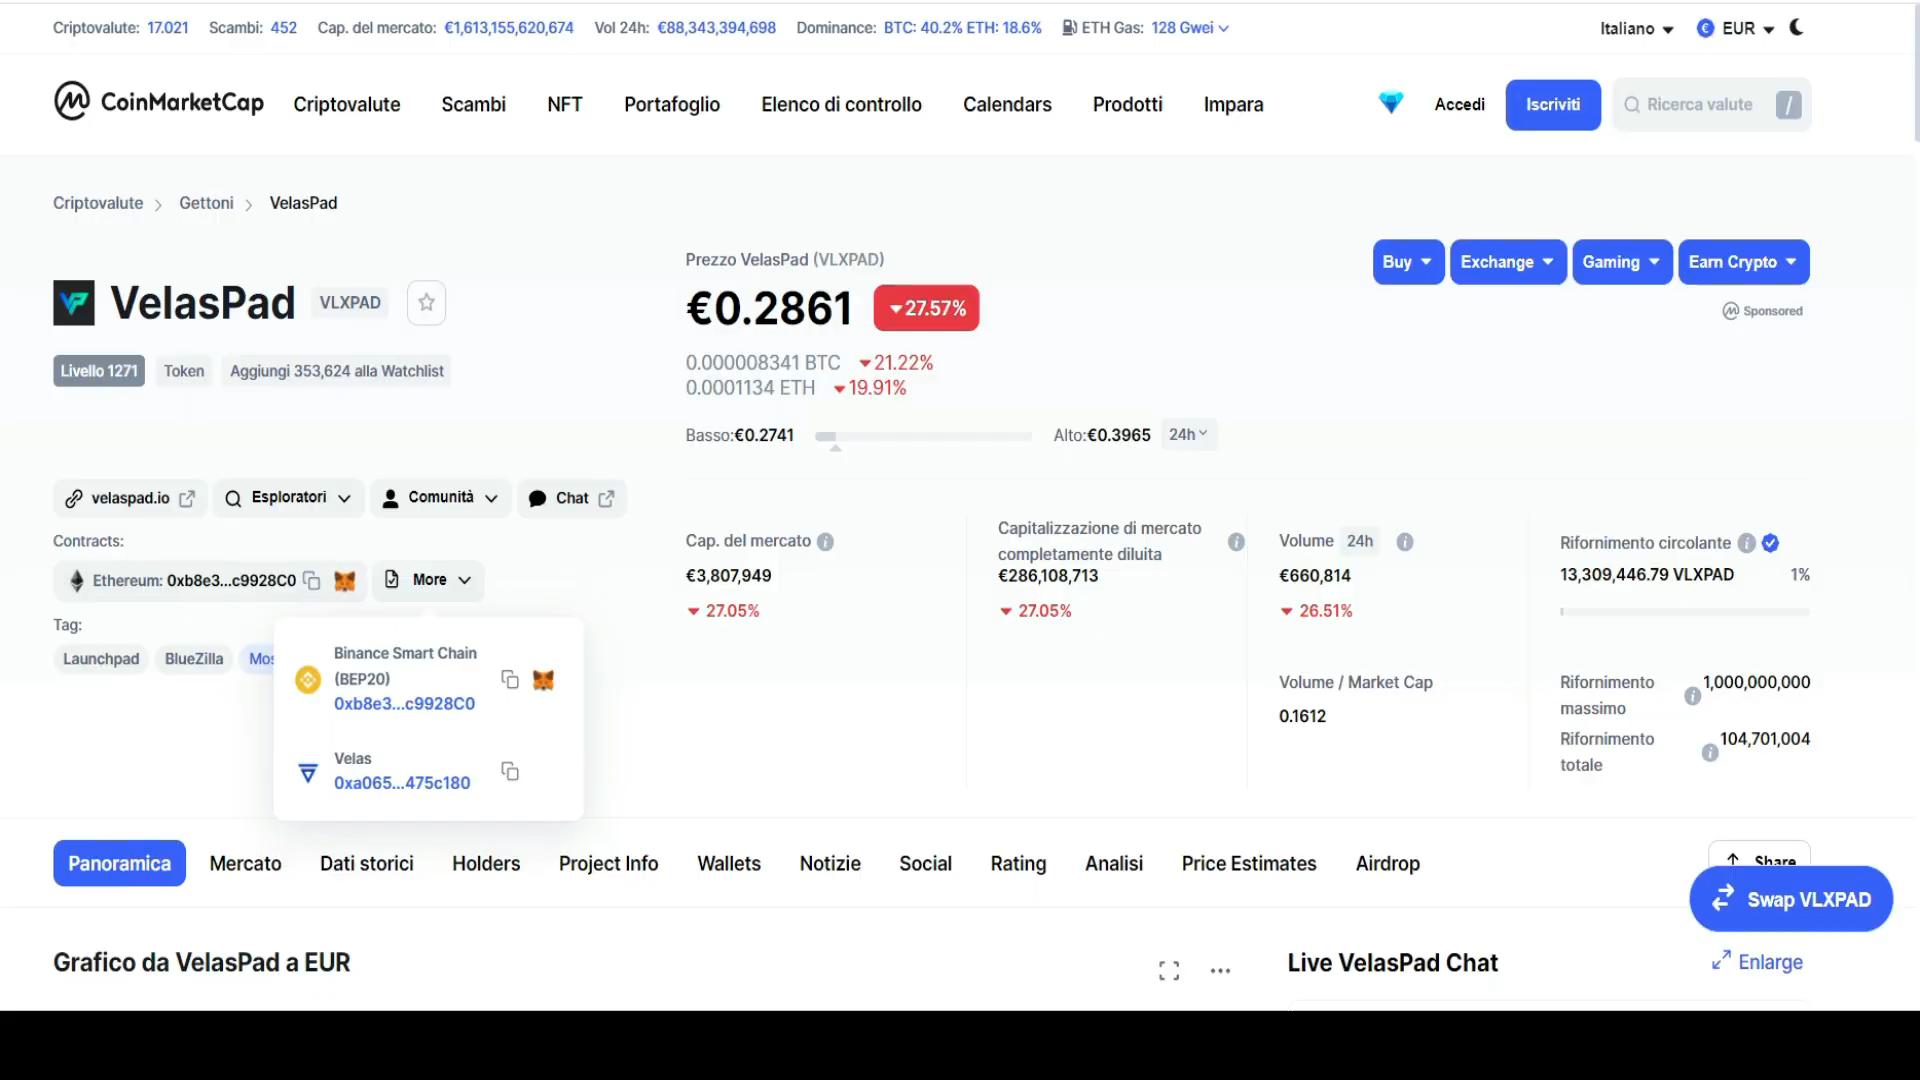 Criptovalute: 17.021 Scambi: 452 Cap. del mercato: €1,613,155,620,674 Vol 24h: €88,343,394,698 Dominance: BTC: 40.2% ETH: 18.6% ETH Gas: 128 Gwei Italiano EUR
CoinMarketCap Criptovalute Scambi NFT Portafoglio Elenco di controllo Calendars Prodotti Impara Accedi Iscriviti Ricerca valute /
Criptovalute Gettoni VelasPad
Prezzo VelasPad (VLXPAD)
Buy Exchange Gaming Earn Crypto
VelasPad VLXPAD
€0.2861 27.57%
Sponsored
Livello 1271 Token Aggiungi 353,624 alla Watchlist
0.000008341 BTC 21.22%
0.0001134 ETH 19.91%
Basso:€0.2741 Alto:€0.3965 24h
velaspad.io Esploratori Comunità Chat
Contracts:
Ethereum: 0xb8e3...c9928C0 More
Tag:
Launchpad BlueZilla Mos
Binance Smart Chain
(BEP20)
0xb8e3...c9928C0
Velas
0xa065...475c180
Cap. del mercato
€3,807,949
27.05%
Capitalizzazione di mercato
completamente diluita
€286,108,713
27.05%
Volume 24h
€660,814
26.51%
Volume / Market Cap
0.1612
Rifornimento circolante
13,309,446.79 VLXPAD 1%
Rifornimento
massimo
1,000,000,000
Rifornimento
totale
104,701,004
Panoramica Mercato Dati storici Holders Project Info Wallets Notizie Social Rating Analisi Price Estimates Airdrop Share
Swap VLXPAD
Grafico da VelasPad a EUR
Live VelasPad Chat Enlarge